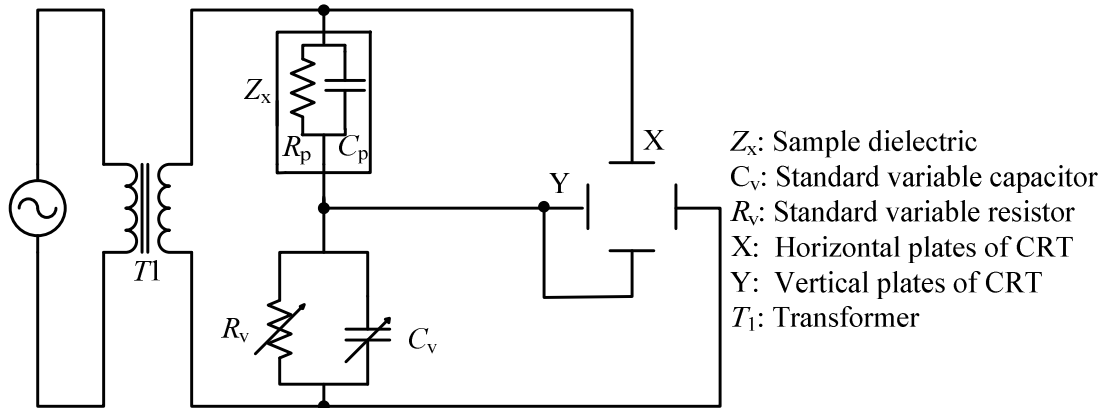 Zx
Rp
Cp
X
Y
T1
Rv
Cv
Zx: Sample dielectric
Cv: Standard variable capacitor
Rv: Standard variable resistor
X: Horizontal plates of CRT
Y: Vertical plates of CRT
T1: Transformer